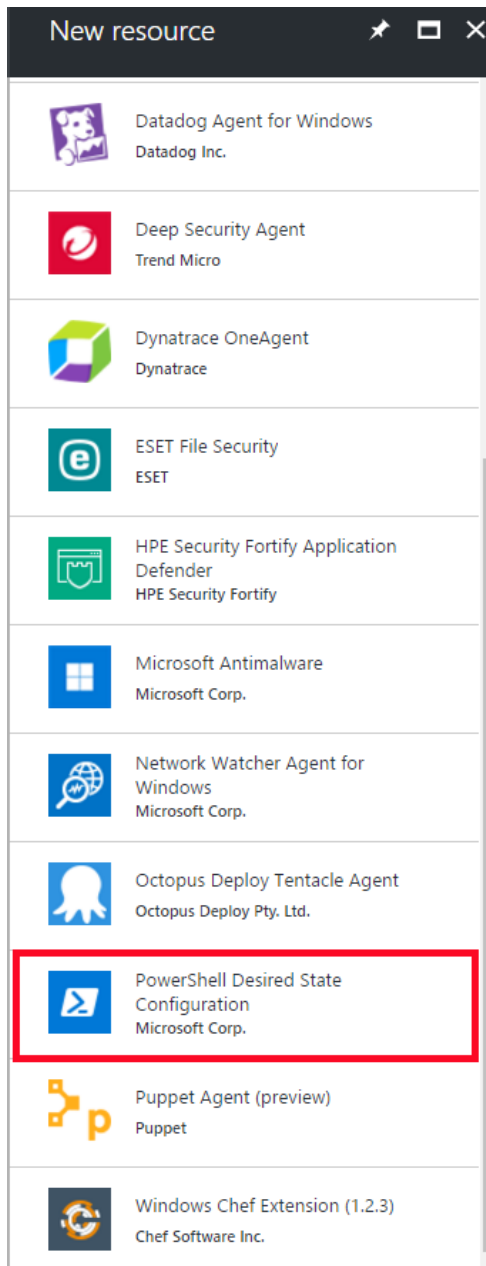 New resource
Datadog Agent for Windows
Datadog Inc.
Deep Security Agent
Trend Micro
Dynatrace OneAgent
Dynatrace
ESET File Security
ESET
HPE Security Fortify Application
Defender
HPE Security Fortify
Microsoft Antimalware
Microsoft Corp.
Network Watcher Agent for
Windows
Microsoft Corp.
Octopus Deploy Tentacle Agent
Octopus Deploy Pty. Ltd.
PowerShell Desired State
Configuration
Microsoft Corp.
Puppet Agent (preview)
Puppet
Windows Chef Extension (1.2.3)
Chef Software Inc.